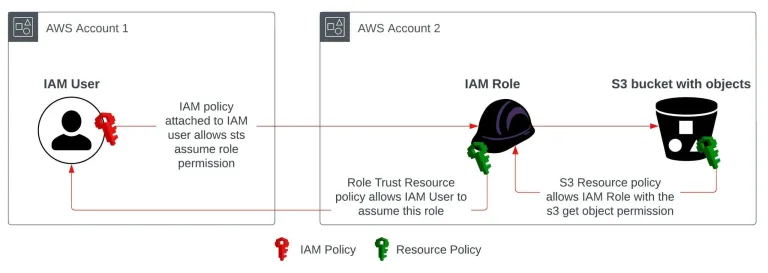 AWS Account 1
AWS Account 2
IAM User
IAM Role
S3 bucket with objects
IAM policy
attached to IAM
user allows sts
assume role
permission
Role Trust Resource
policy allows IAM User to
assume this role
S3 Resource policy
allows IAM Role with the
s3 get object permission
IAM Policy
Resource Policy